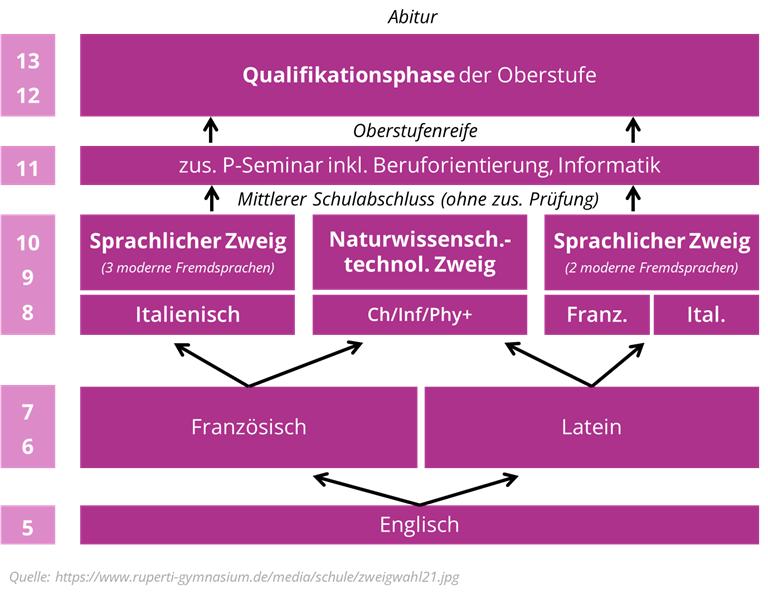 Abitur
13
12
Qualifikationsphase der Oberstufe
Oberstufenreife
11
zus. P-Seminar inkl. Beruforientierung, Informatik
Mittlerer Schulabschluss (ohne zus. Prüfung)
10
9
8
Sprachlicher Zweig
(3 moderne Fremdsprachen)
Italienisch
Naturwissensch.-
technol. Zweig
Ch/Inf/Phy+
Sprachlicher Zweig
(2 moderne Fremdsprachen)
Franz.
Ital.
7
6
Französisch
Latein
5
Englisch
Quelle: https://www.ruperti-gymnasium.de/media/schule/zweigwahl21.jpg